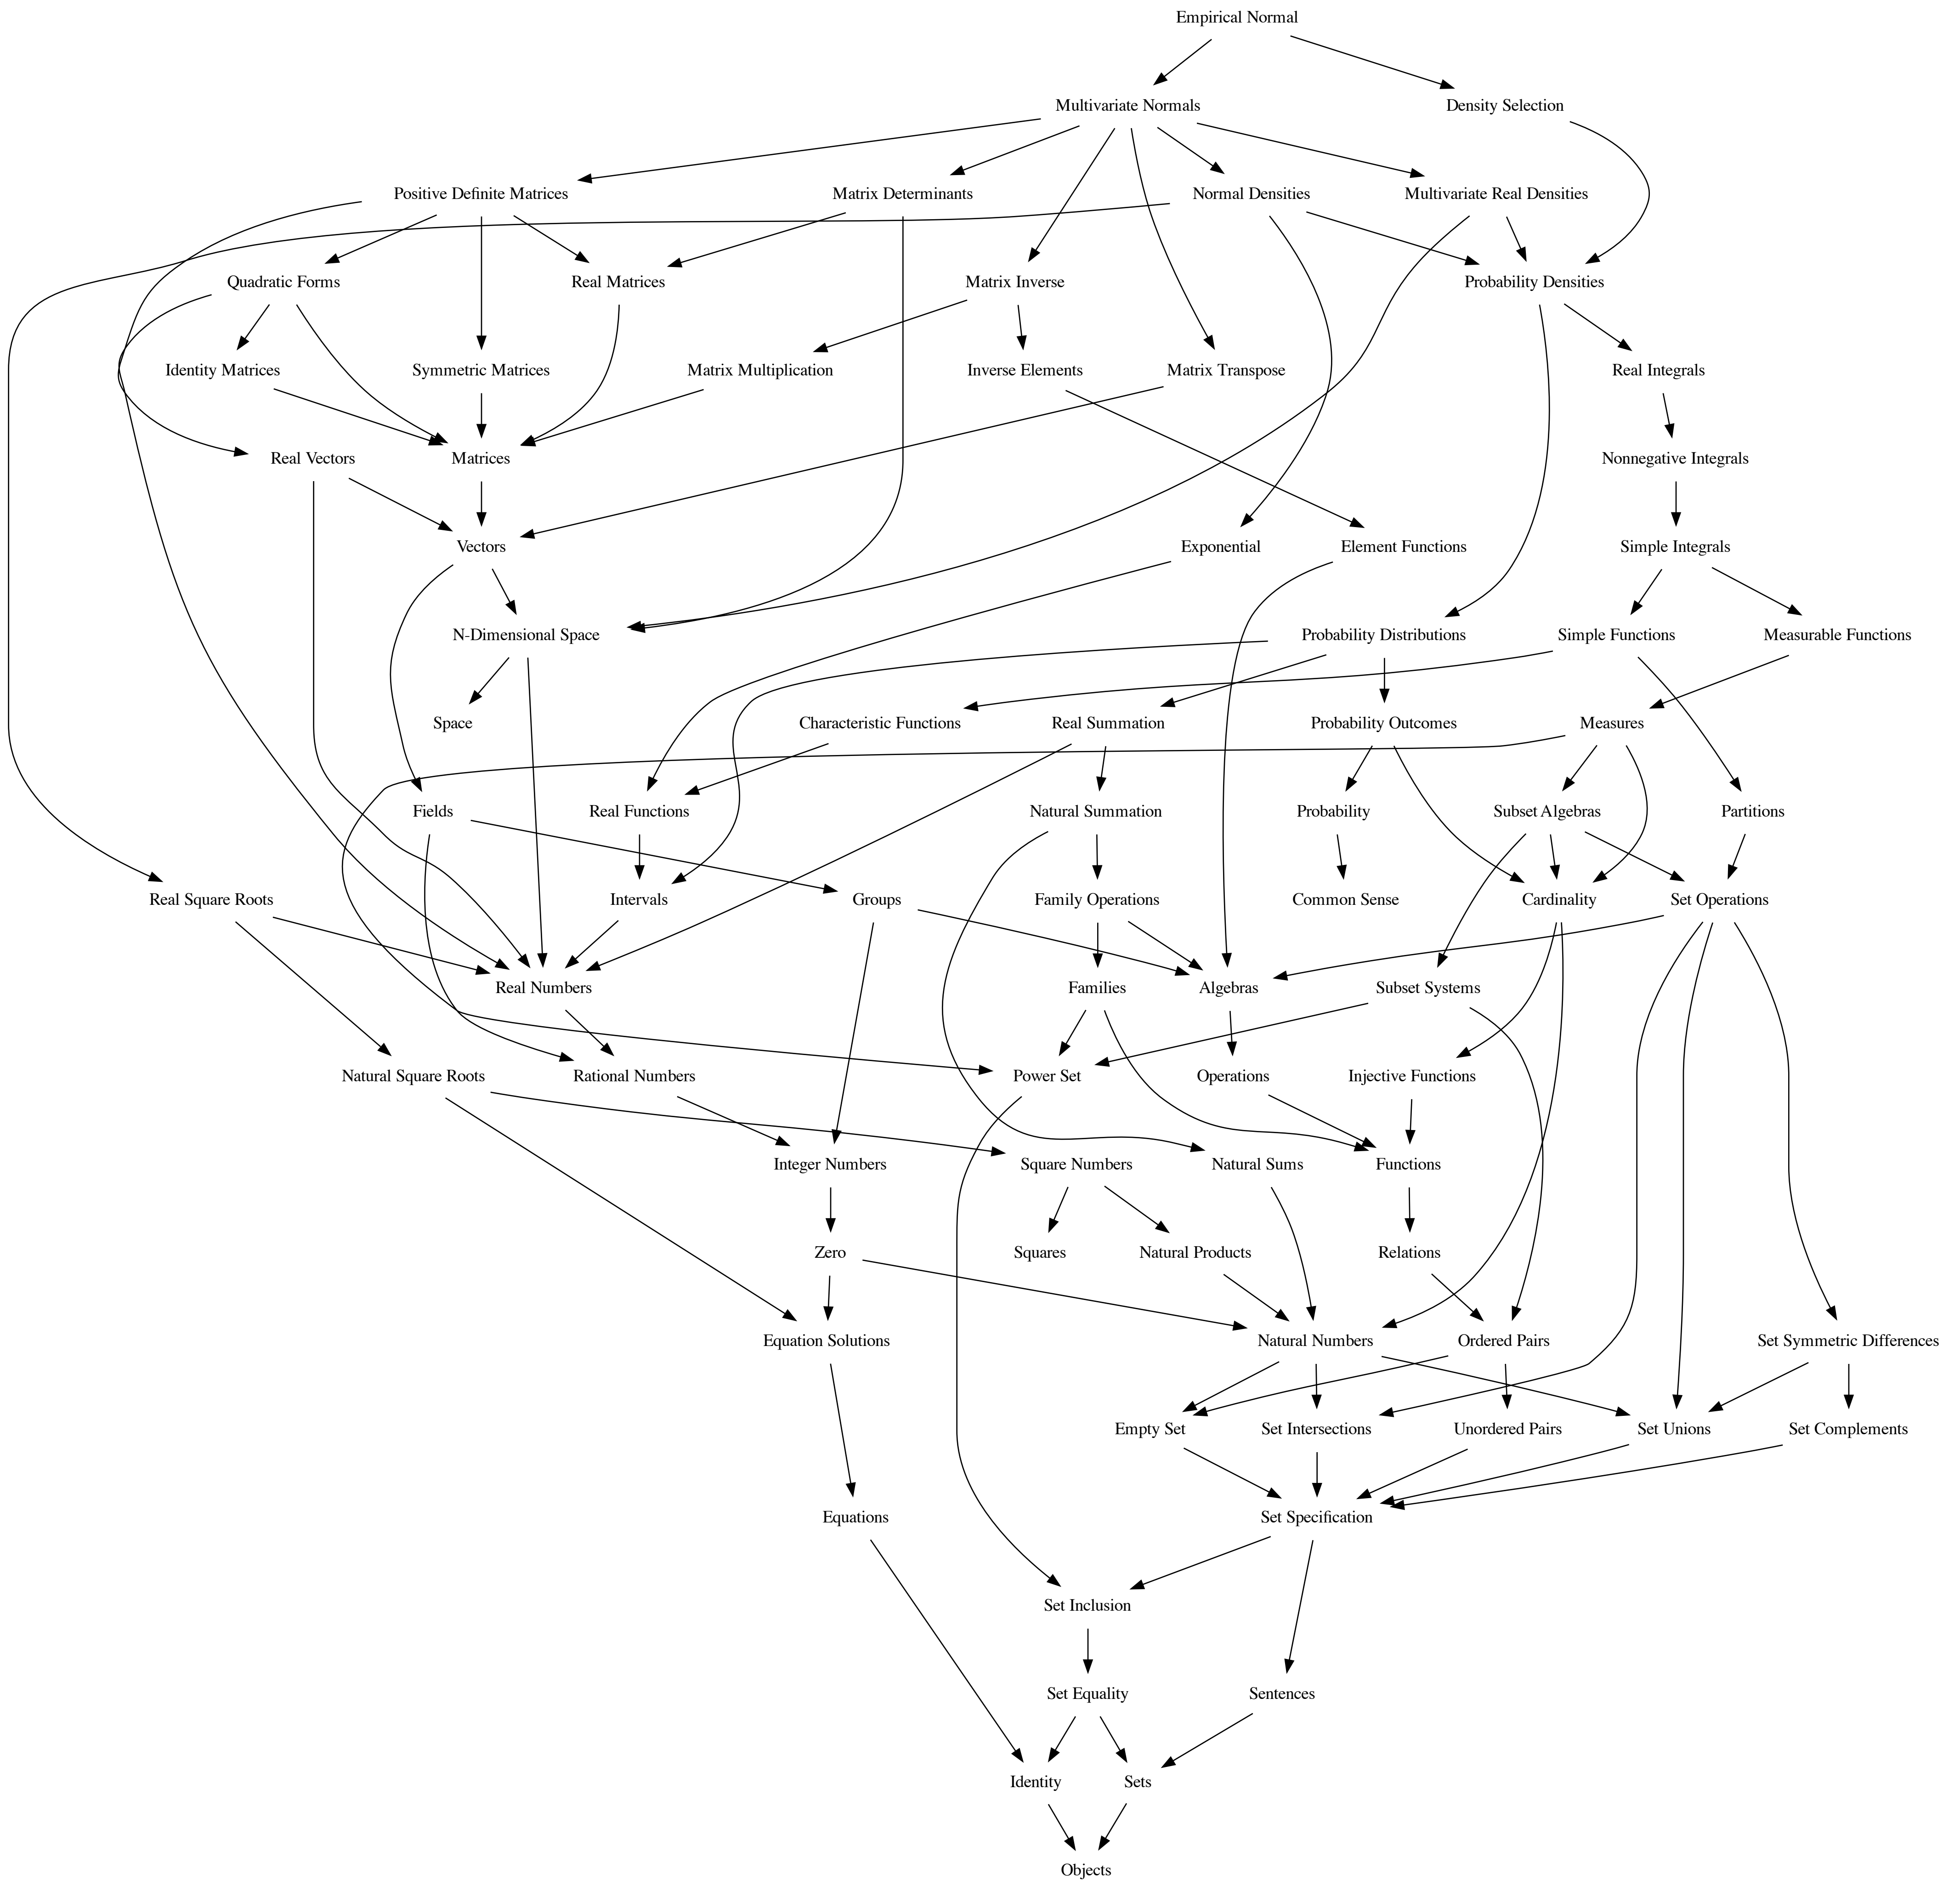 Empirical Normal
Multivariate Normals
Density Selection
Positive Definite Matrices
Matrix Determinants
Normal Densities
Multivariate Real Densities
Quadratic Forms
Real Matrices
Matrix Inverse
Probability Densities
Identity Matrices
Symmetric Matrices
Matrix Multiplication
Inverse Elements
Matrix Transpose
Real Integrals
Real Vectors
Matrices
Nonnegative Integrals
Vectors
Exponential
Element Functions
Simple Integrals
N-Dimensional Space
Probability Distributions
Simple Functions
Measurable Functions
Space
Characteristic Functions
Real Summation
Probability Outcomes
Measures
Fields
Real Functions
Natural Summation
Probability
Subset Algebras
Partitions
Real Square Roots
Intervals
Groups
Family Operations
Common Sense
Cardinality
Set Operations
Real Numbers
Families
Algebras
Subset Systems
Natural Square Roots
Rational Numbers
Power Set
Operations
Injective Functions
Integer Numbers
Square Numbers
Natural Sums
Functions
Zero
Squares
Natural Products
Relations
Equation Solutions
Natural Numbers
Ordered Pairs
Set Symmetric Differences
Empty Set
Set Intersections
Unordered Pairs
Set Unions
Set Complements
Equations
Set Specification
Set Inclusion
Set Equality
Sentences
Identity
Sets
Objects